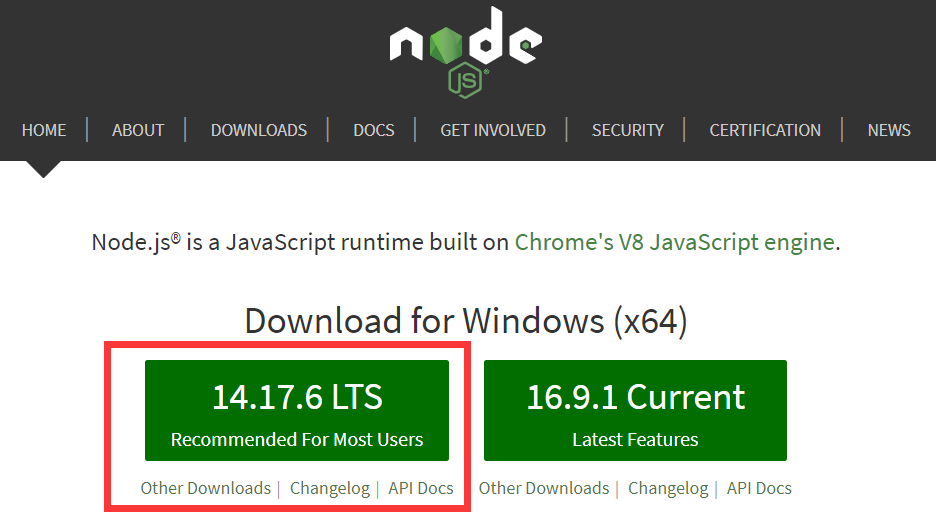 node
JS®
HOME | ABOUT | DOWNLOADS | DOCS | GET INVOLVED | SECURITY | CERTIFICATION | NEWS
Node.js® is a JavaScript runtime built on Chrome's V8 JavaScript engine.
Download for Windows (x64)
14.17.6 LTS
Recommended For Most Users
Other Downloads | Changelog | API Docs
16.9.1 Current
Latest Features
Other Downloads | Changelog | API Docs